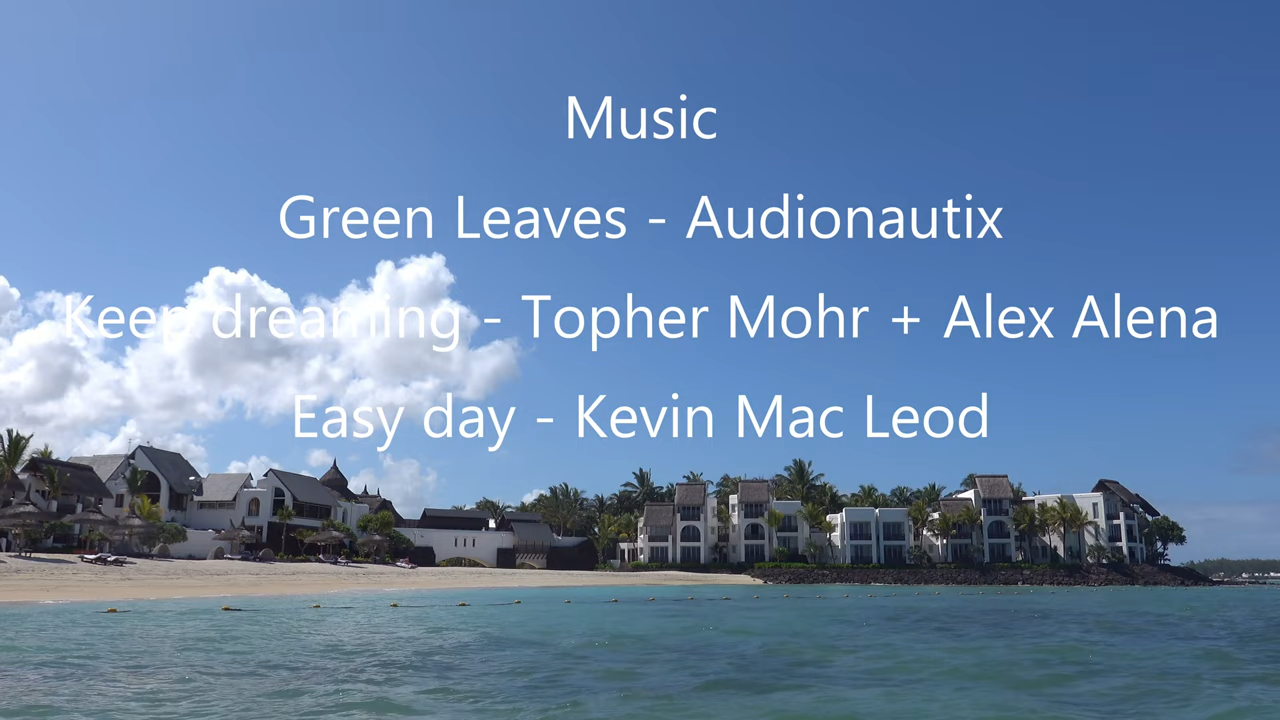 Music
Green Leaves - Audionautix
Keep dreaming - Topher Mohr + Alex Alena
Easy day - Kevin Mac Leod